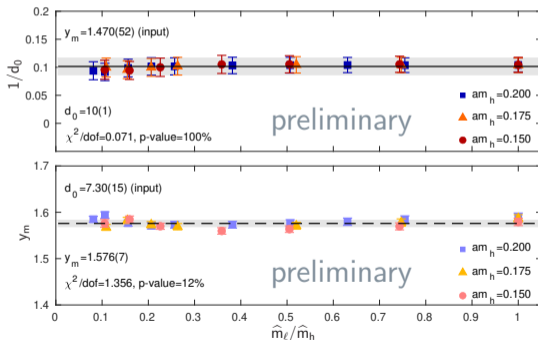 y_m=1.470(52) (input)
0.2
0.15
0.1
0.05
0
1/d_0
d_0=10(1)
χ^2/dof=0.071, p-value=100%
preliminary
am_h=0.200
am_h=0.175
am_h=0.150
1.7
1.6
1.5
1.4
y_m
d_0=7.30(15) (input)
y_m=1.576(7)
χ^2/dof=1.356, p-value=12%
preliminary
am_h=0.200
am_h=0.175
am_h=0.150
0 0.1 0.2 0.3 0.4 0.5 0.6 0.7 0.8 0.9 1
m̂_ℓ/m̂_h